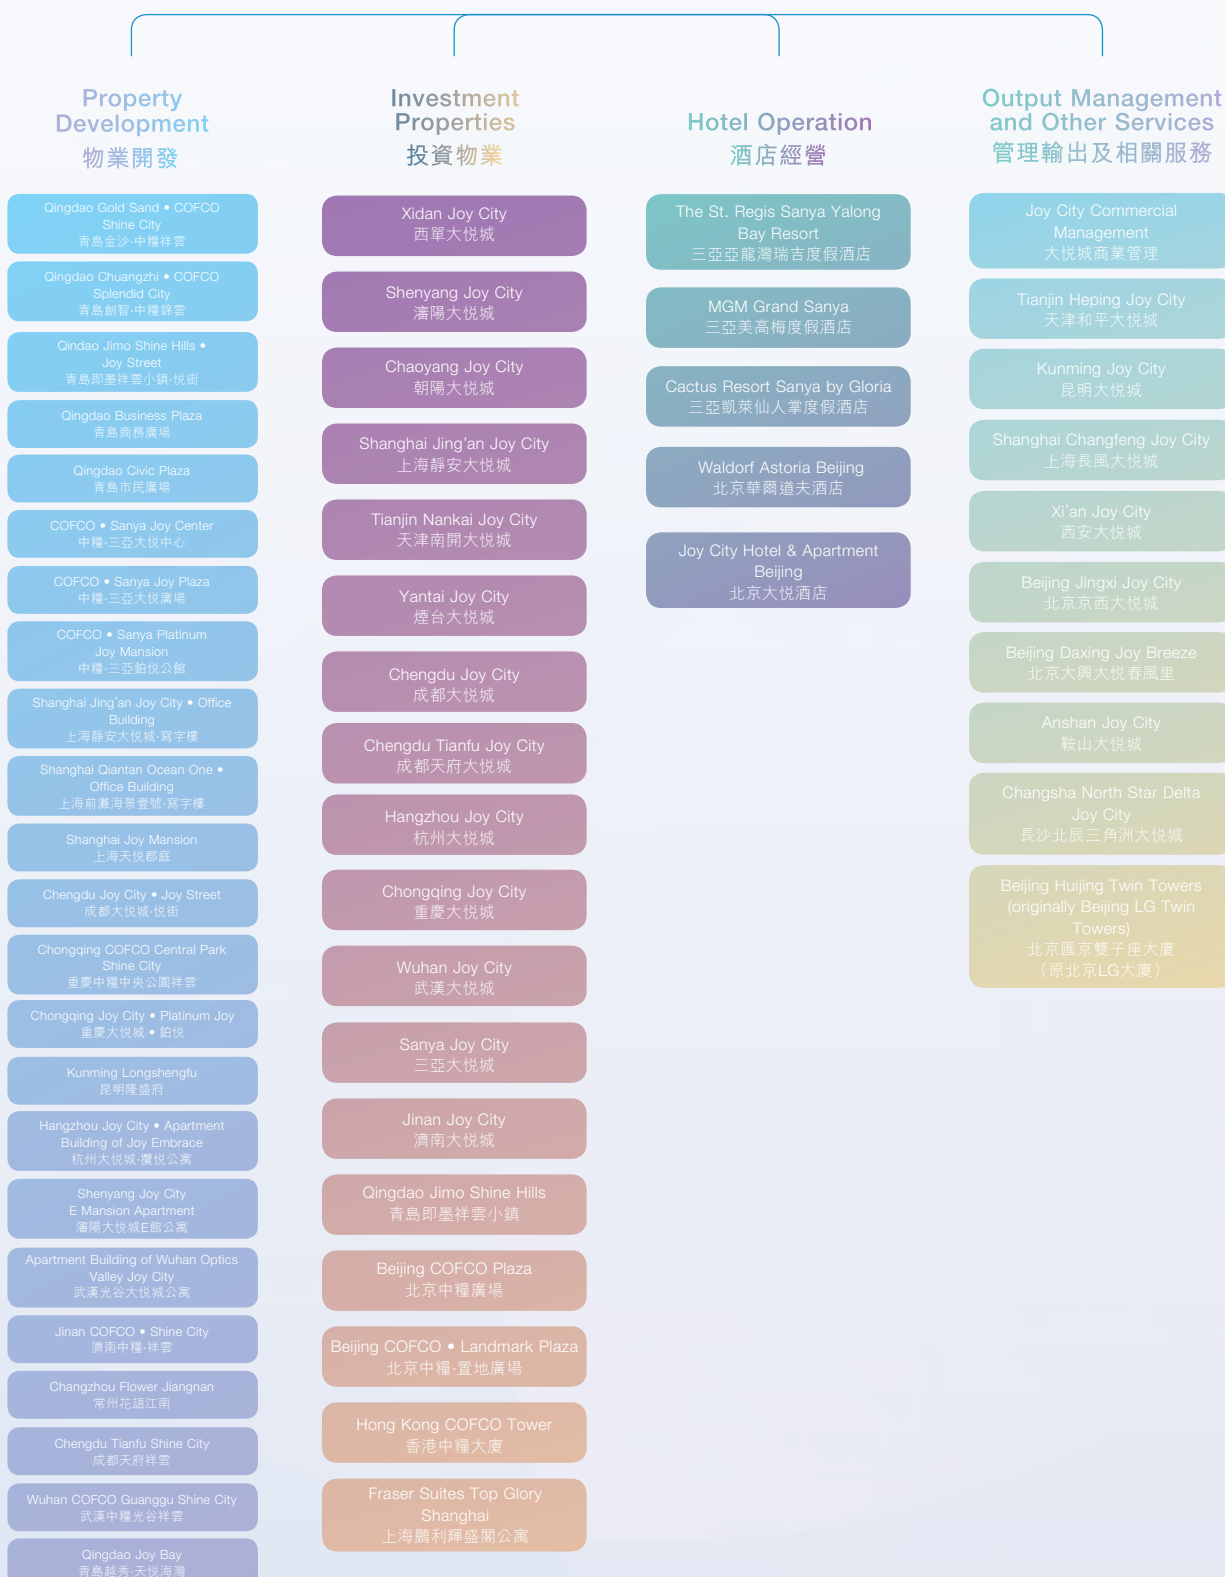 Property
Development
物業開發
Qingdao Gold Sand • COFCO
Shine City
青島金沙·中糧祥雲
Qingdao Chuangzhi • COFCO
Splendid City
青島創智·中糧錦雲
Qindao Jimo Shine Hills •
Joy Street
青島即墨祥雲小鎮·悅街
Qingdao Business Plaza
青島商務廣場
Qingdao Civic Plaza
青島市民廣場
COFCO • Sanya Joy Center
中糧·三亞大悅中心
COFCO • Sanya Joy Plaza
中糧·三亞大悅廣場
COFCO • Sanya Platinum
Joy Mansion
中糧·三亞鉑悅公館
Shanghai Jing'an Joy City • Office
Building
上海靜安大悅城·寫字樓
Shanghai Qiantan Ocean One •
Office Building
上海前灘海景壹號·寫字樓
Shanghai Joy Mansion
上海天悅郡庭
Chengdu Joy City • Joy Street
成都大悅城·悅街
Chongqing COFCO Central Park
Shine City
重慶中糧中央公園祥雲
Chongqing Joy City • Platinum Joy
重慶大悅城 • 鉑悅
Kunming Longshengfu
昆明隆盛府
Hangzhou Joy City • Apartment
Building of Joy Embrace
杭州大悅城·攬悅公寓
Shenyang Joy City
E Mansion Apartment
瀋陽大悅城E館公寓
Apartment Building of Wuhan Optics
Valley Joy City
武漢光谷大悅城公寓
Jinan COFCO • Shine City
濟南中糧·祥雲
Changzhou Flower Jiangnan
常州花語江南
Chengdu Tianfu Shine City
成都天府祥雲
Wuhan COFCO Guanggu Shine City
武漢中糧光谷祥雲
Qingdao Joy Bay
青島越秀·天悅海灣
Investment
Properties
投資物業
Xidan Joy City
西單大悅城
Shenyang Joy City
瀋陽大悅城
Chaoyang Joy City
朝陽大悅城
Shanghai Jing'an Joy City
上海靜安大悅城
Tianjin Nankai Joy City
天津南開大悅城
Yantai Joy City
煙台大悅城
Chengdu Joy City
成都大悅城
Chengdu Tianfu Joy City
成都天府大悅城
Hangzhou Joy City
杭州大悅城
Chongqing Joy City
重慶大悅城
Wuhan Joy City
武漢大悅城
Sanya Joy City
三亞大悅城
Jinan Joy City
濟南大悅城
Qingdao Jimo Shine Hills
青島即墨祥雲小鎮
Beijing COFCO Plaza
北京中糧廣場
Beijing COFCO • Landmark Plaza
北京中糧·置地廣場
Hong Kong COFCO Tower
香港中糧大廈
Fraser Suites Top Glory
Shanghai
上海鵬利輝盛閣公寓
Hotel Operation
酒店經營
The St. Regis Sanya Yalong
Bay Resort
三亞亞龍灣瑞吉度假酒店
MGM Grand Sanya
三亞美高梅度假酒店
Cactus Resort Sanya by Gloria
三亞凱萊仙人掌度假酒店
Waldorf Astoria Beijing
北京華爾道夫酒店
Joy City Hotel & Apartment
Beijing
北京大悅酒店
Output Management
and Other Services
管理輸出及相關服務
Joy City Commercial
Management
大悅城商業管理
Tianjin Heping Joy City
天津和平大悅城
Kunming Joy City
昆明大悅城
Shanghai Changfeng Joy City
上海長風大悅城
Xi'an Joy City
西安大悅城
Beijing Jingxi Joy City
北京京西大悅城
Beijing Daxing Joy Breeze
北京大興大悅春風里
Anshan Joy City
鞍山大悅城
Changsha North Star Delta
Joy City
長沙北辰三角洲大悅城
Beijing Huijing Twin Towers
(originally Beijing LG Twin
Towers)
北京匯京雙子座大廈
（原北京LG大廈）